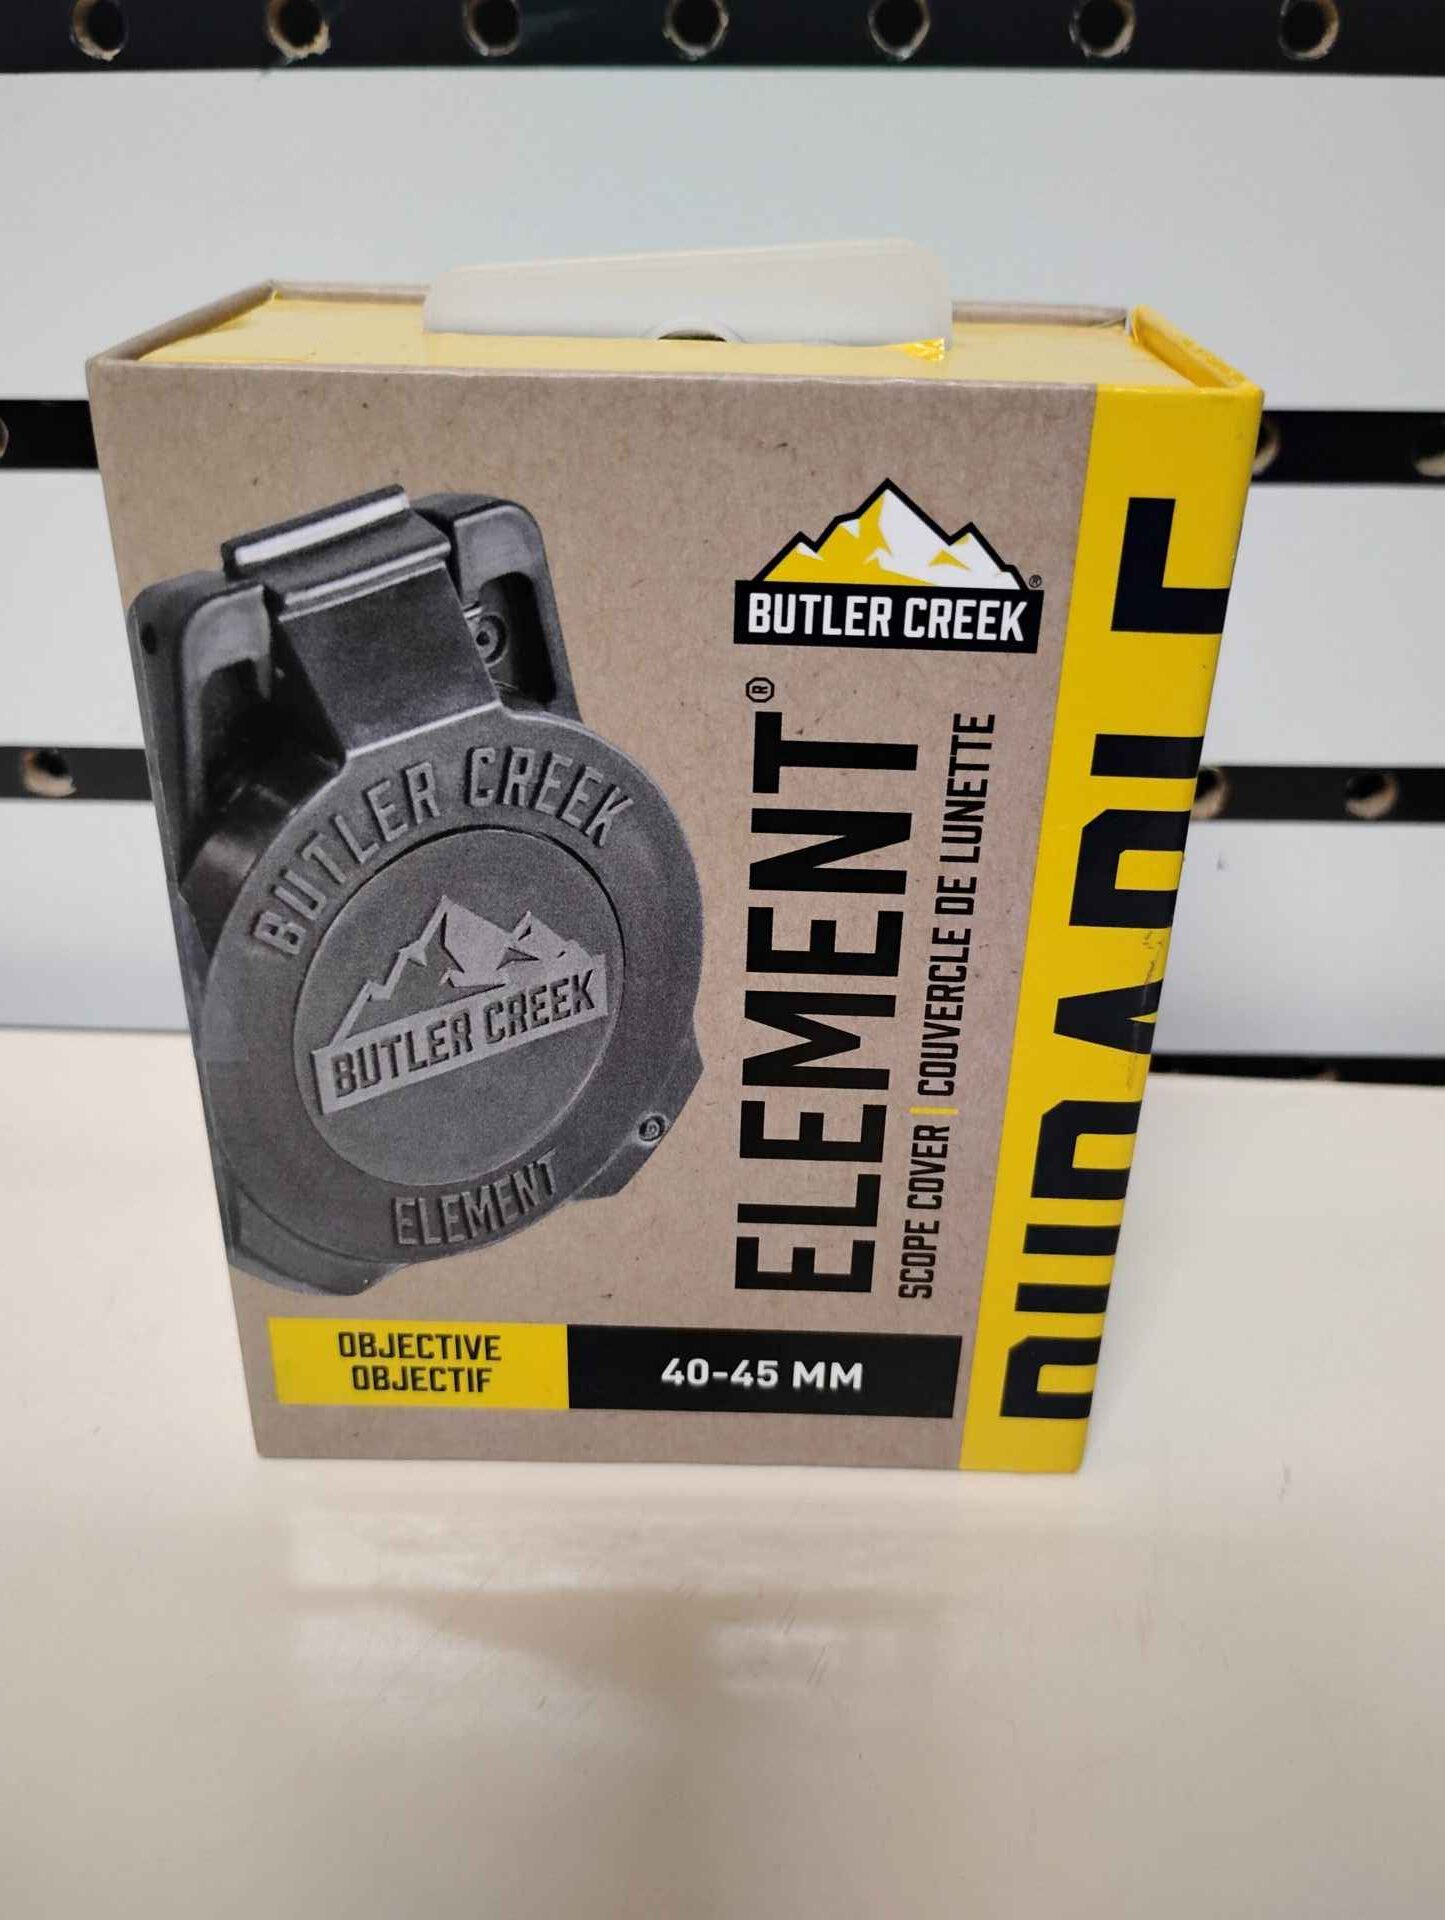 BUTLER CREEK
ELEMENT®
SCOPE COVER | COUVERCLE DE LUNETTE
BUTLER CREEK
BUTLER CREEK
ELEMENT
OBJECTIVE
OBJECTIF
40-45 MM